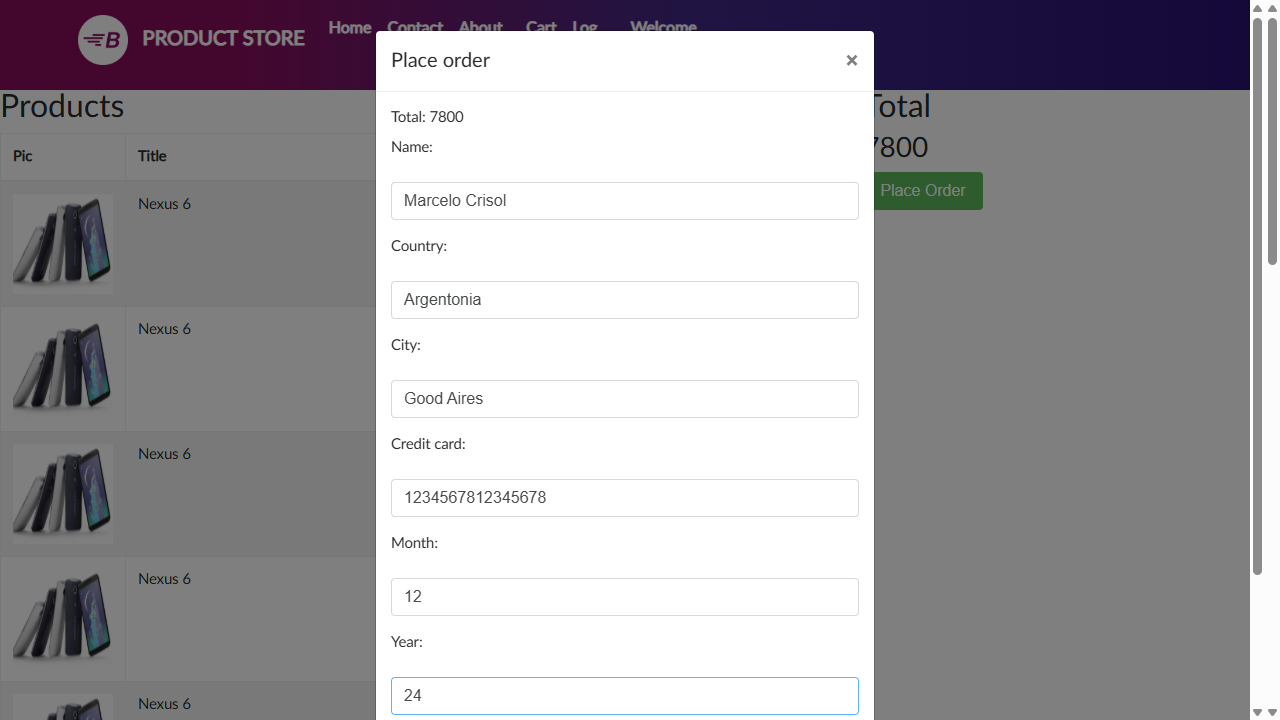 B PRODUCT STORE
Home Contact About Cart Log Welcome
Place order ×
Products
Total
Total: 7800
7800
Name:
Pic Title
Place Order
Nexus 6
Marcelo Crisol
Country:
Argentonia
Nexus 6
City:
Good Aires
Credit card:
Nexus 6
1234567812345678
Month:
Nexus 6
12
Year:
24
Nexus 6